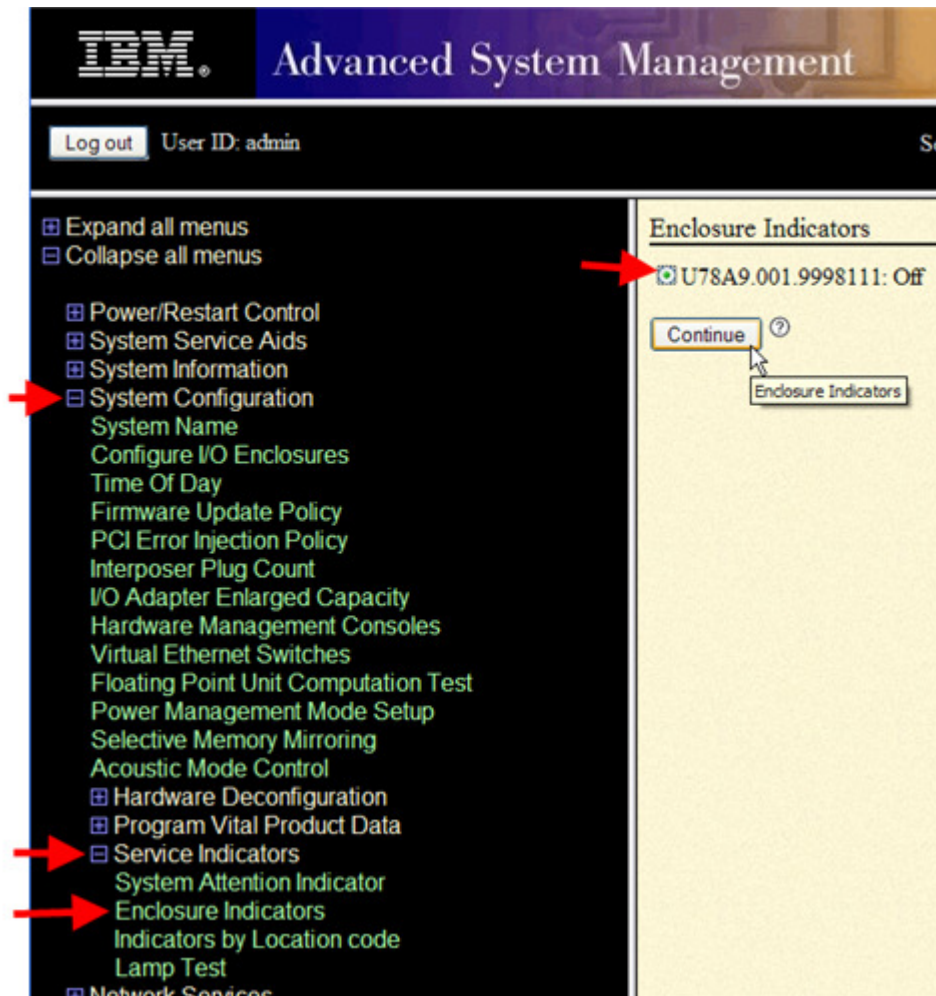 IBM®
Advanced System Management
Log out
User ID: admin
Expand all menus
Collapse all menus
Power/Restart Control
System Service Aids
System Information
System Configuration
System Name
Configure I/O Enclosures
Time Of Day
Firmware Update Policy
PCI Error Injection Policy
Interposer Plug Count
I/O Adapter Enlarged Capacity
Hardware Management Consoles
Virtual Ethernet Switches
Floating Point Unit Computation Test
Power Management Mode Setup
Selective Memory Mirroring
Acoustic Mode Control
Hardware Deconfiguration
Program Vital Product Data
Service Indicators
System Attention Indicator
Enclosure Indicators
Indicators by Location code
Lamp Test
Network Services
Enclosure Indicators
U78A9.001.9998111: Off
Continue ?
Enclosure Indicators